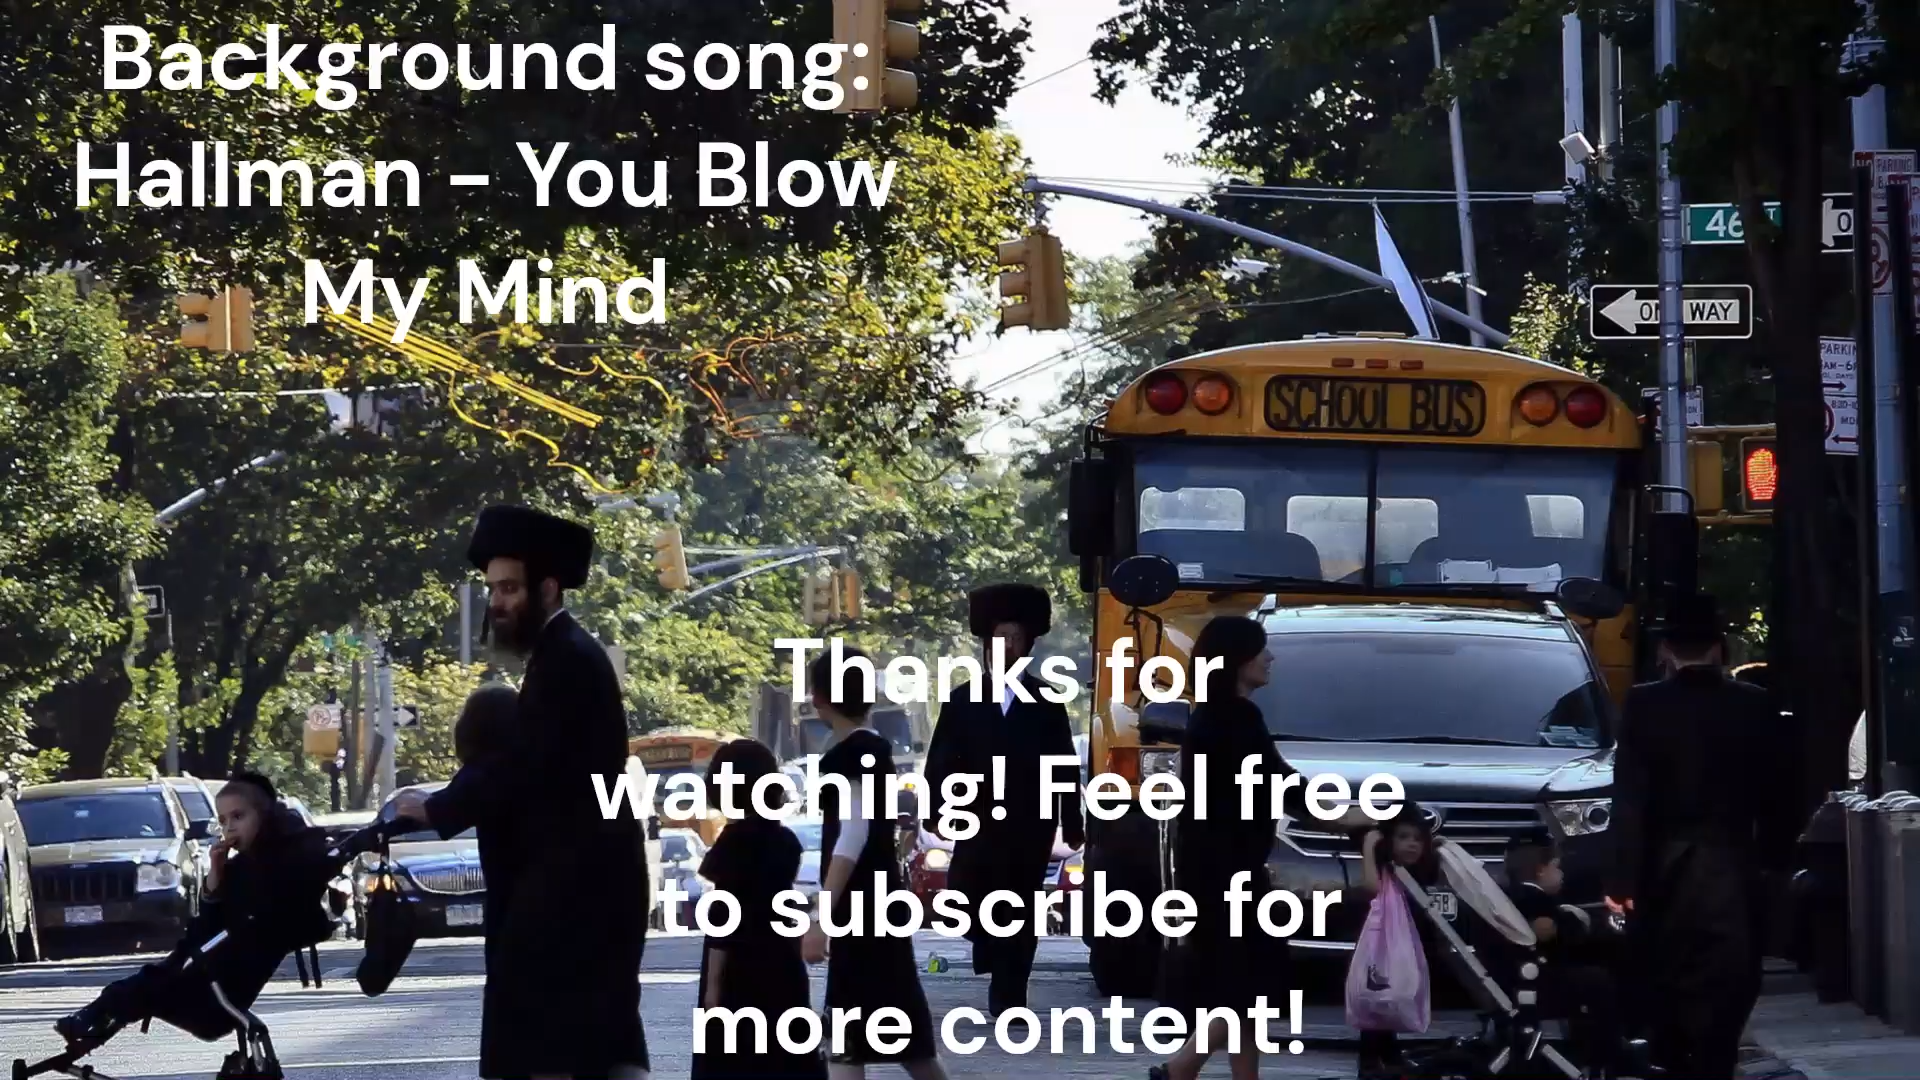 Background song:
Hallman - You Blow
My Mind
46 ST
ONE WAY
SCHOOL BUS
Thanks for
watching! Feel free
to subscribe for
more content!